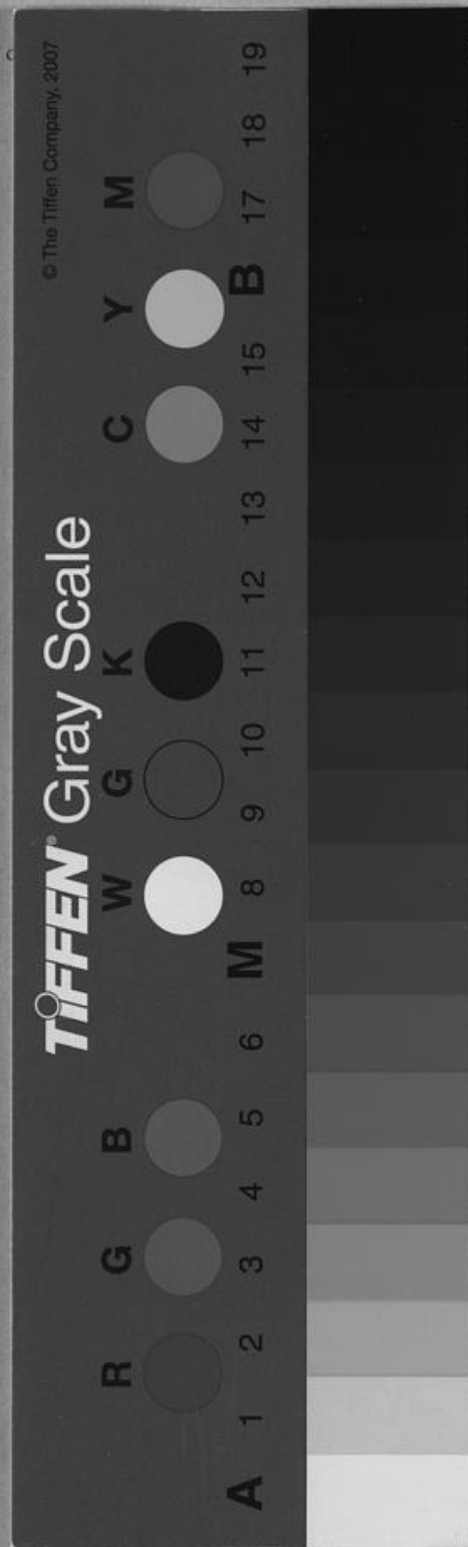 TIFFEN® Gray Scale
© The Tiffen Company, 2007
R G B W G K C Y M
A 1 2 3 4 5 6 M 8 9 10 11 12 13 14 15 B 17 18 19